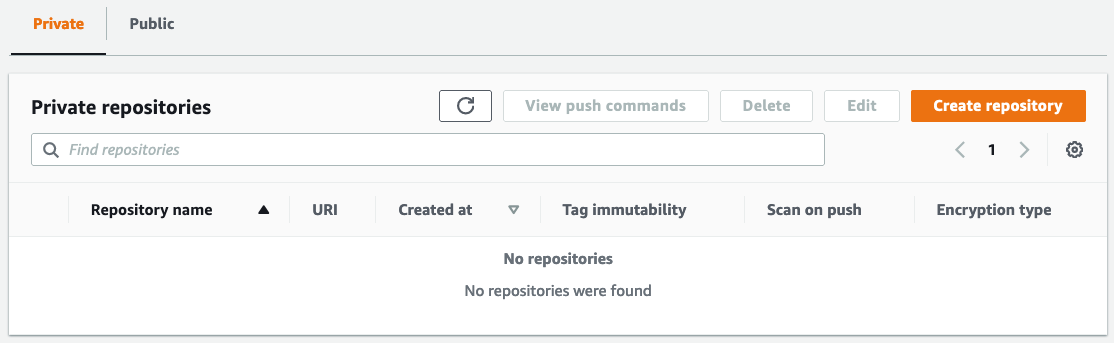 Private Public
Private repositories View push commands Delete Edit Create repository
Find repositories 1
Repository name URI Created at Tag immutability Scan on push Encryption type
No repositories
No repositories were found